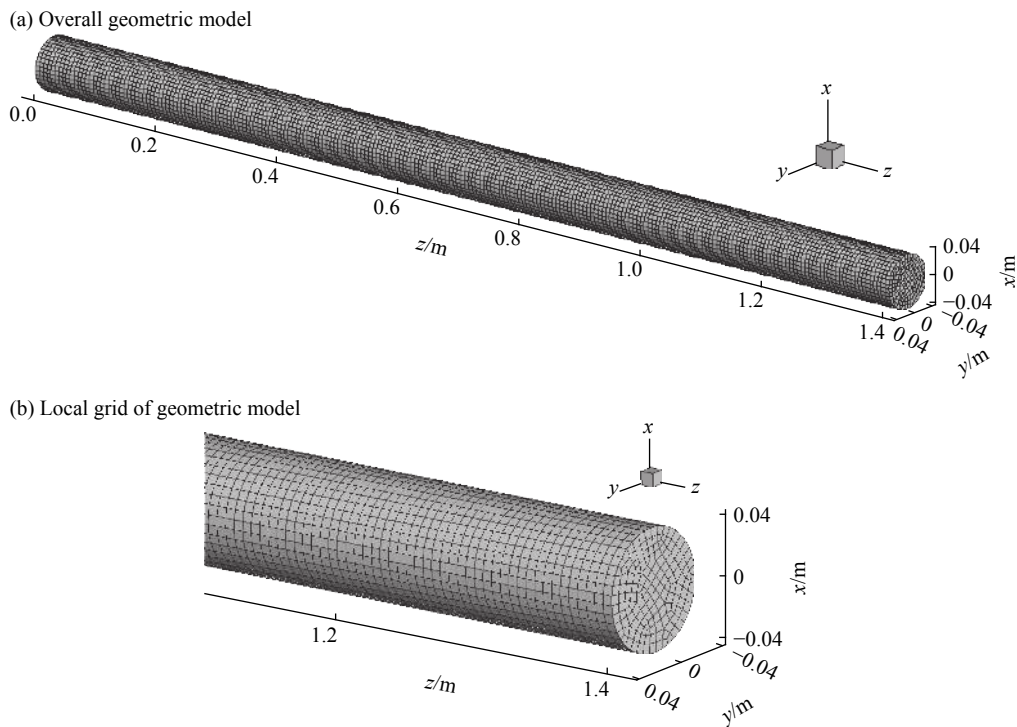 (a) Overall geometric model
x
y
z
0.0
0.2
0.4
0.6
0.8
1.0
1.2
1.4
z/m
0.04
0
−0.04
x/m
−0.04
0
0.04
y/m
(b) Local grid of geometric model
x
y
z
1.2
1.4
z/m
0.04
0
−0.04
x/m
−0.04
0
0.04
y/m